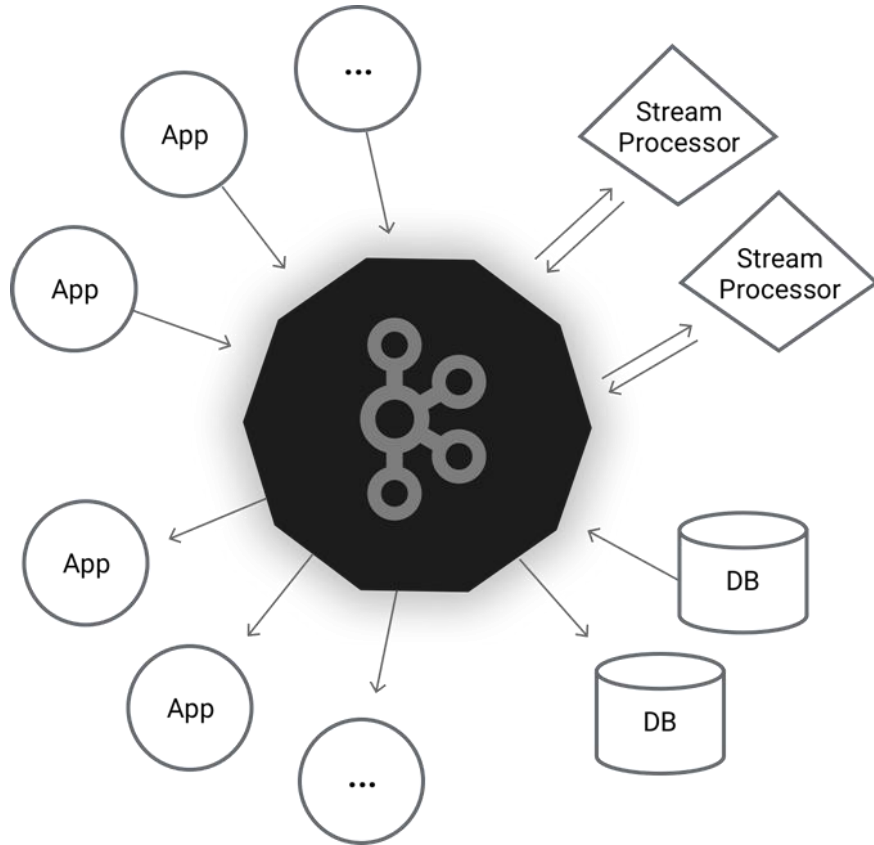 ...
App
App
Stream
Processor
Stream
Processor
App
App
...
DB
DB